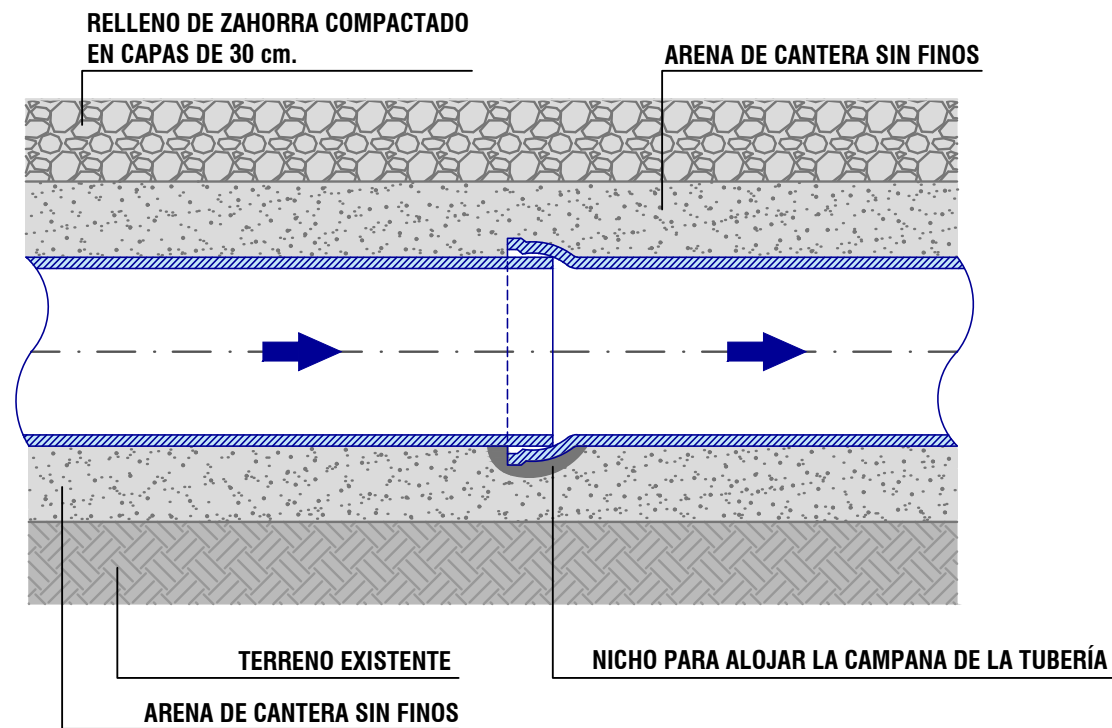 RELLENO DE ZAHORRA COMPACTADO
EN CAPAS DE 30 cm.
ARENA DE CANTERA SIN FINOS
TERRENO EXISTENTE
NICHO PARA ALOJAR LA CAMPANA DE LA TUBERÍA
ARENA DE CANTERA SIN FINOS